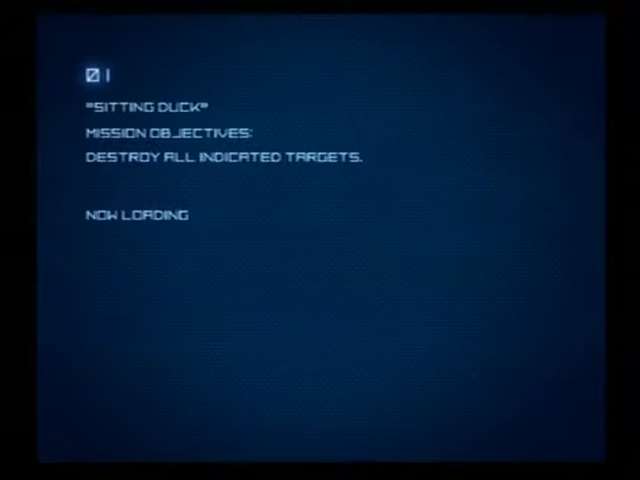 01
"SITTING DUCK"
MISSION OBJECTIVES:
DESTROY ALL INDICATED TARGETS.
NOW LOADING